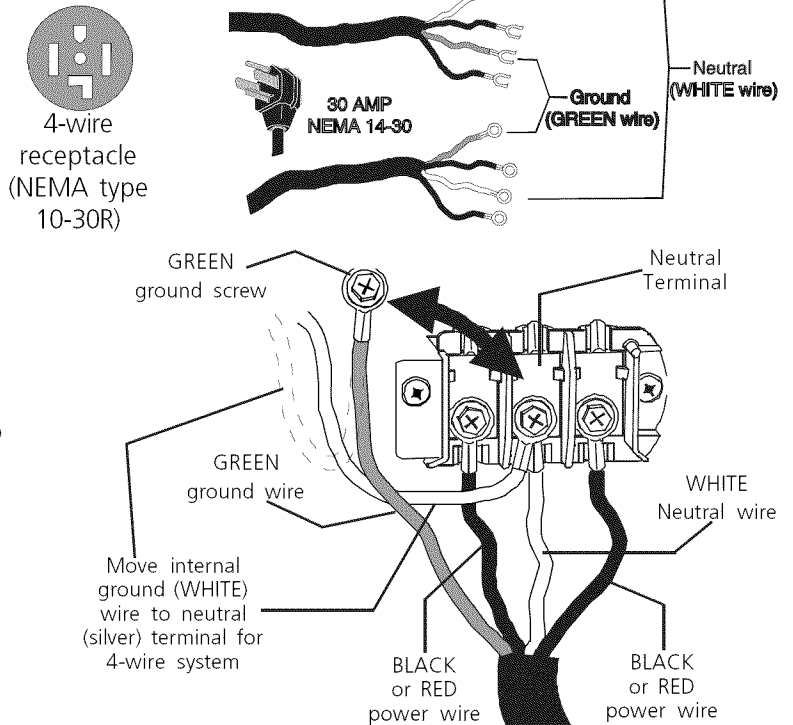 4-wire
receptacle
(NEMA type
10-30R)
30 AMP
NEMA 14-30
Ground
(GREEN wire)
Neutral
(WHITE wire)
GREEN
ground screw
Neutral
Terminal
GREEN
ground wire
WHITE
Neutral wire
Move internal
ground (WHITE)
wire to neutral
(silver) terminal for
4-wire system
BLACK
or RED
power wire
BLACK
or RED
power wire